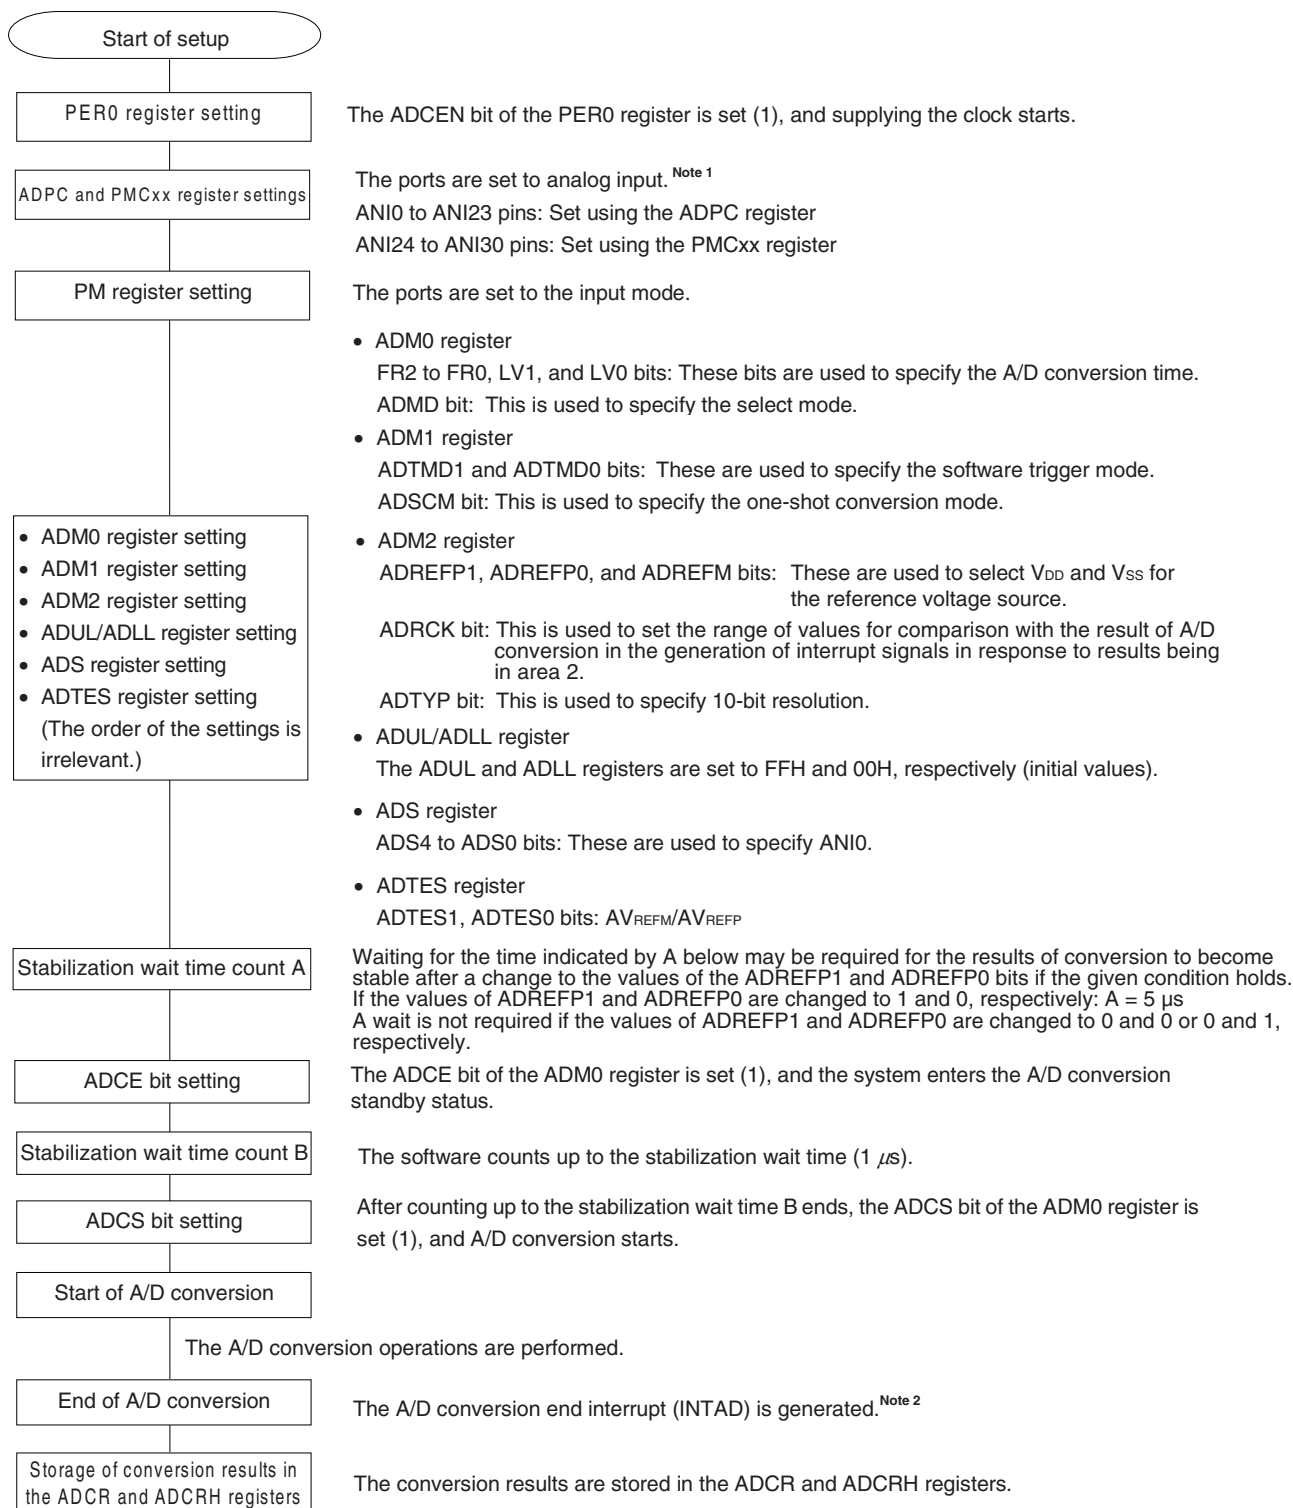 Start of setup
PER0 register setting
The ADCEN bit of the PER0 register is set (1), and supplying the clock starts.
ADPC and PMCxx register settings
The ports are set to analog input. Note 1
ANI0 to ANI23 pins: Set using the ADPC register
ANI24 to ANI30 pins: Set using the PMCxx register
PM register setting
The ports are set to the input mode.
• ADM0 register
FR2 to FR0, LV1, and LV0 bits: These bits are used to specify the A/D conversion time.
ADMD bit: This is used to specify the select mode.
• ADM1 register
ADTMD1 and ADTMD0 bits: These are used to specify the software trigger mode.
ADSCM bit: This is used to specify the one-shot conversion mode.
• ADM0 register setting
• ADM1 register setting
• ADM2 register setting
• ADUL/ADLL register setting
• ADS register setting
• ADTES register setting
(The order of the settings is
irrelevant.)
• ADM2 register
ADREFP1, ADREFP0, and ADREFM bits: These are used to select VDD and VSS for
the reference voltage source.
ADRCK bit: This is used to set the range of values for comparison with the result of A/D
conversion in the generation of interrupt signals in response to results being
in area 2.
ADTYP bit: This is used to specify 10-bit resolution.
• ADUL/ADLL register
The ADUL and ADLL registers are set to FFH and 00H, respectively (initial values).
• ADS register
ADS4 to ADS0 bits: These are used to specify ANI0.
• ADTES register
ADTES1, ADTES0 bits: AVREFM/AVREFP
Stabilization wait time count A
Waiting for the time indicated by A below may be required for the results of conversion to become
stable after a change to the values of the ADREFP1 and ADREFP0 bits if the given condition holds.
If the values of ADREFP1 and ADREFP0 are changed to 1 and 0, respectively: A = 5 µs
A wait is not required if the values of ADREFP1 and ADREFP0 are changed to 0 and 0 or 0 and 1,
respectively.
ADCE bit setting
The ADCE bit of the ADM0 register is set (1), and the system enters the A/D conversion
standby status.
Stabilization wait time count B
The software counts up to the stabilization wait time (1 µs).
ADCS bit setting
After counting up to the stabilization wait time B ends, the ADCS bit of the ADM0 register is
set (1), and A/D conversion starts.
Start of A/D conversion
The A/D conversion operations are performed.
End of A/D conversion
The A/D conversion end interrupt (INTAD) is generated. Note 2
Storage of conversion results in
the ADCR and ADCRH registers
The conversion results are stored in the ADCR and ADCRH registers.